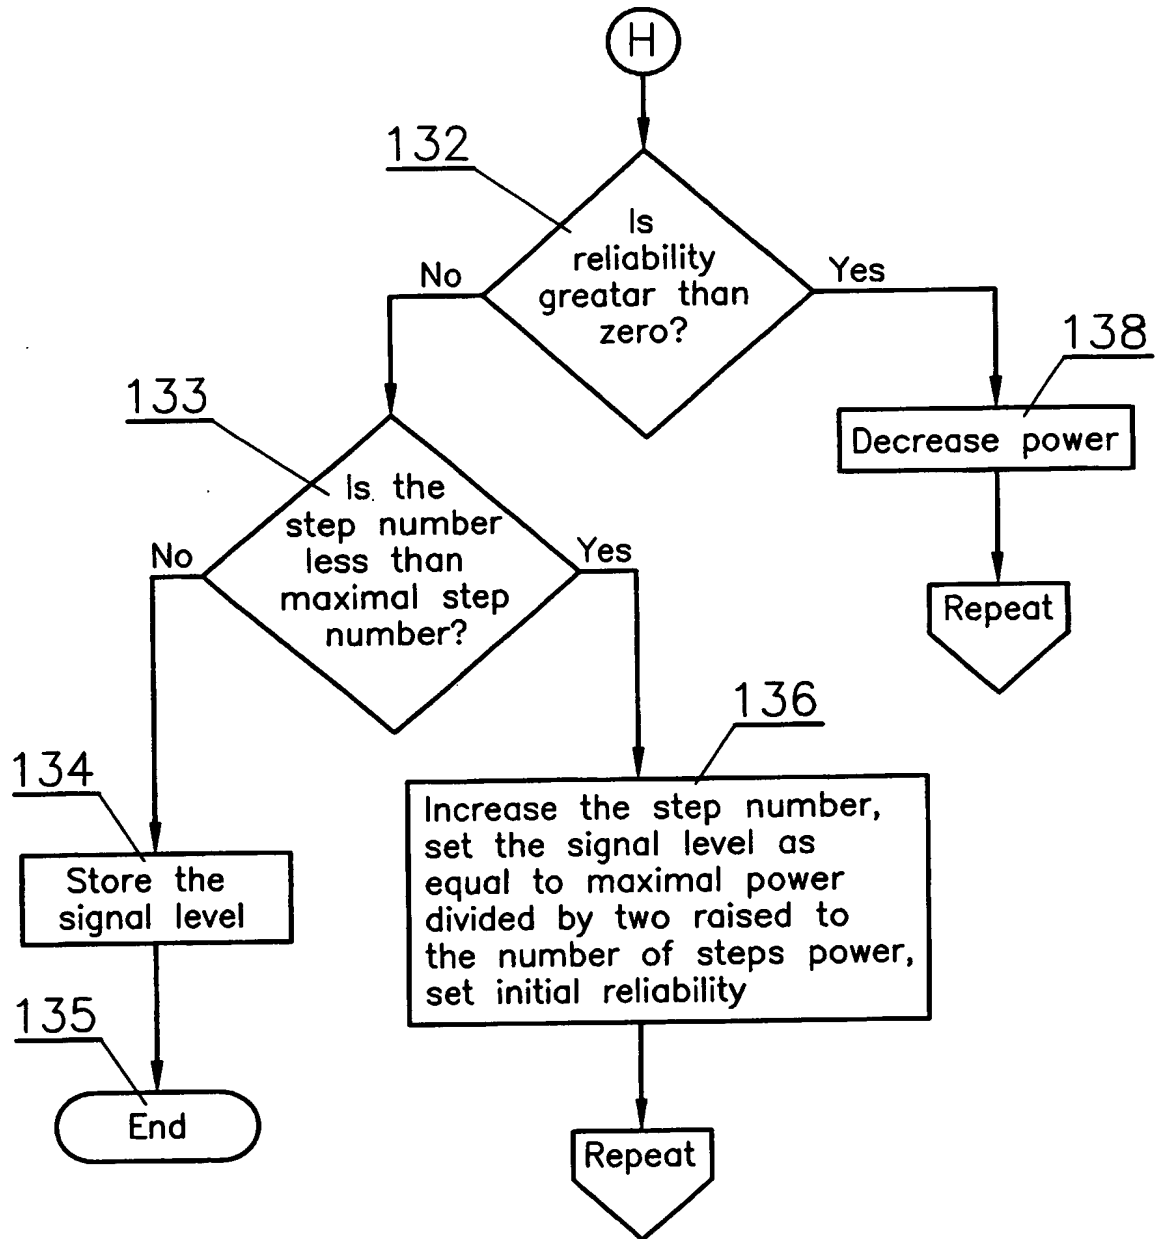 H
132
Is
reliability
greatar than
zero?
No
Yes
138
Decrease power
Repeat
133
Is the
step number
less than
maximal step
number?
No
Yes
134
Store the
signal level
135
End
136
Increase the step number,
set the signal level as
equal to maximal power
divided by two raised to
the number of steps power,
set initial reliability
Repeat